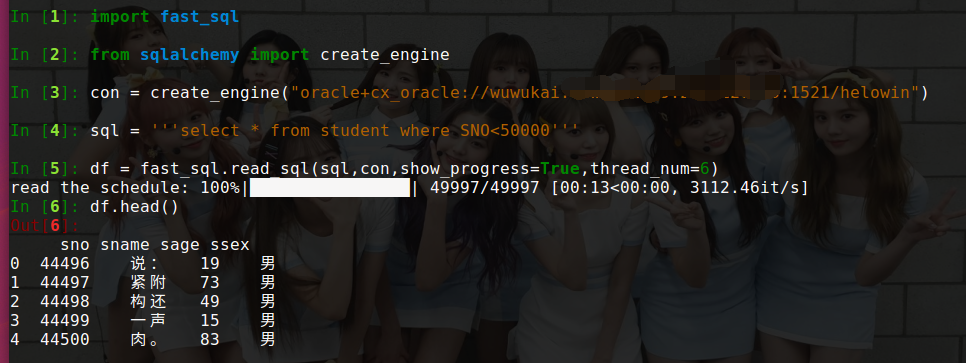 In [1]: import fast_sql
In [2]: from sqlalchemy import create_engine
In [3]: con = create_engine("oracle+cx_oracle://wuwukai. :1521/helowin")
In [4]: sql = '''select * from student where SNO<50000'''
In [5]: df = fast_sql.read_sql(sql,con,show_progress=True,thread_num=6)
read the schedule: 100%|████████████████| 49997/49997 [00:13<00:00, 3112.46it/s]
In [6]: df.head()
Out[6]:
sno sname sage ssex
0 44496 说: 19 男
1 44497 紧附 73 男
2 44498 构还 49 男
3 44499 一声 15 男
4 44500 肉。 83 男